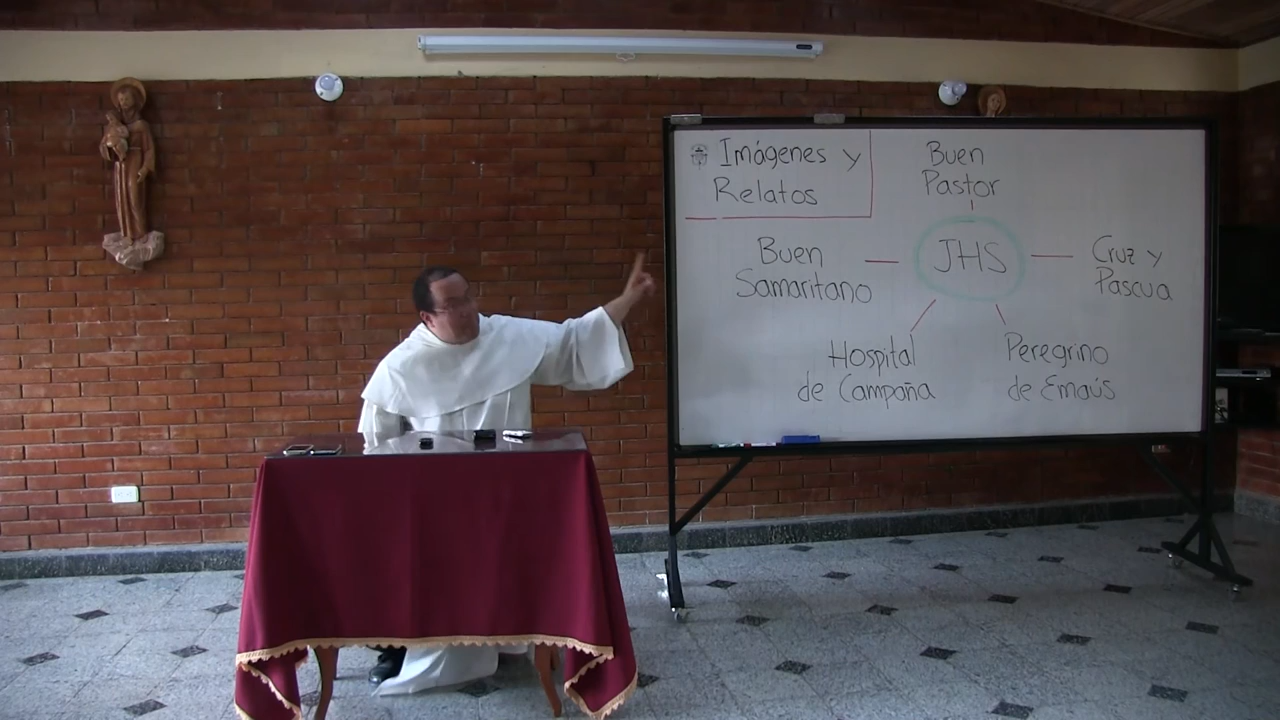 Imágenes y
Relatos
Buen
Pastor
JHS
Buen
Samaritano
Cruz y
Pascua
Hospital
de Campaña
Peregrino
de Emaús